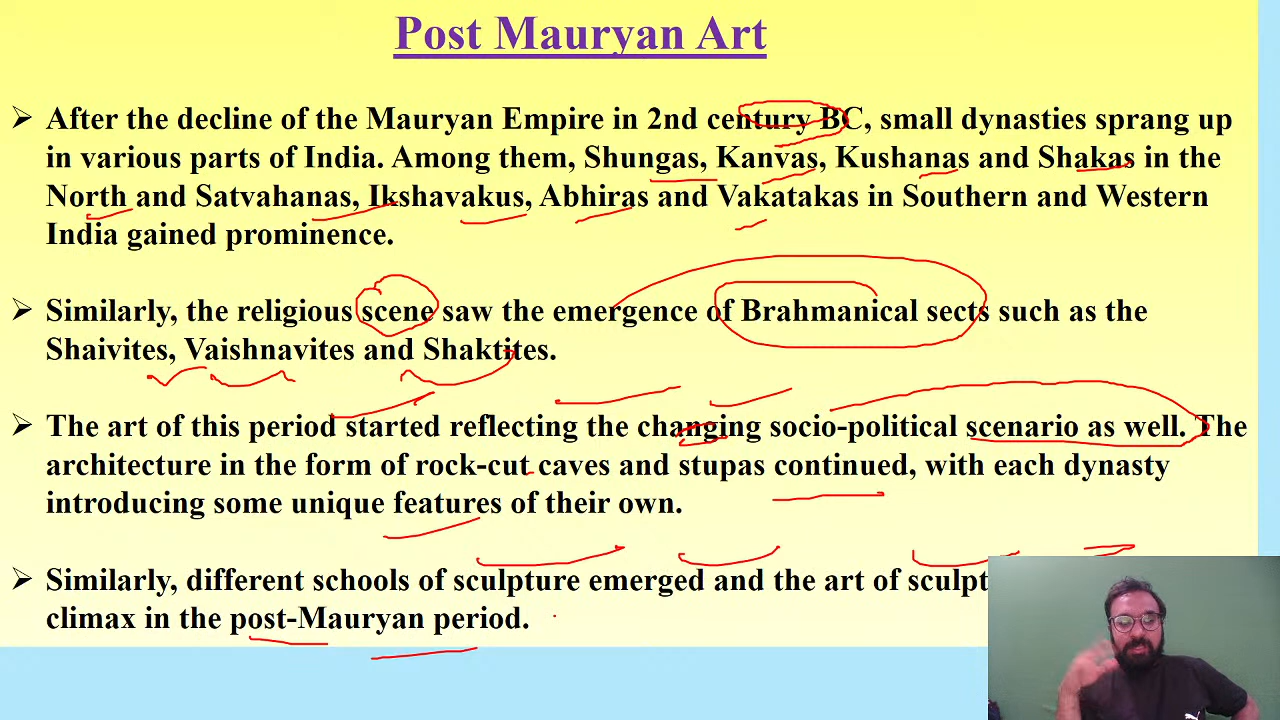 Post Mauryan Art
➢ After the decline of the Mauryan Empire in 2nd century BC, small dynasties sprang up
in various parts of India. Among them, Shungas, Kanvas, Kushanas and Shakas in the
North and Satvahanas, Ikshavakus, Abhiras and Vakatakas in Southern and Western
India gained prominence.
➢ Similarly, the religious scene saw the emergence of Brahmanical sects such as the
Shaivites, Vaishnavites and Shaktites.
➢ The art of this period started reflecting the changing socio-political scenario as well. The
architecture in the form of rock-cut caves and stupas continued, with each dynasty
introducing some unique features of their own.
➢ Similarly, different schools of sculpture emerged and the art of sculpt
climax in the post-Mauryan period.